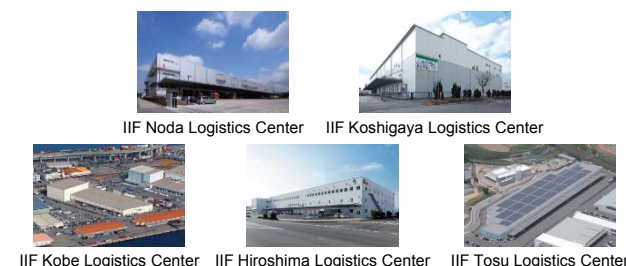 IIF Noda Logistics Center
IIF Koshigaya Logistics Center
IIF Kobe Logistics Center
IIF Hiroshima Logistics Center
IIF Tosu Logistics Center